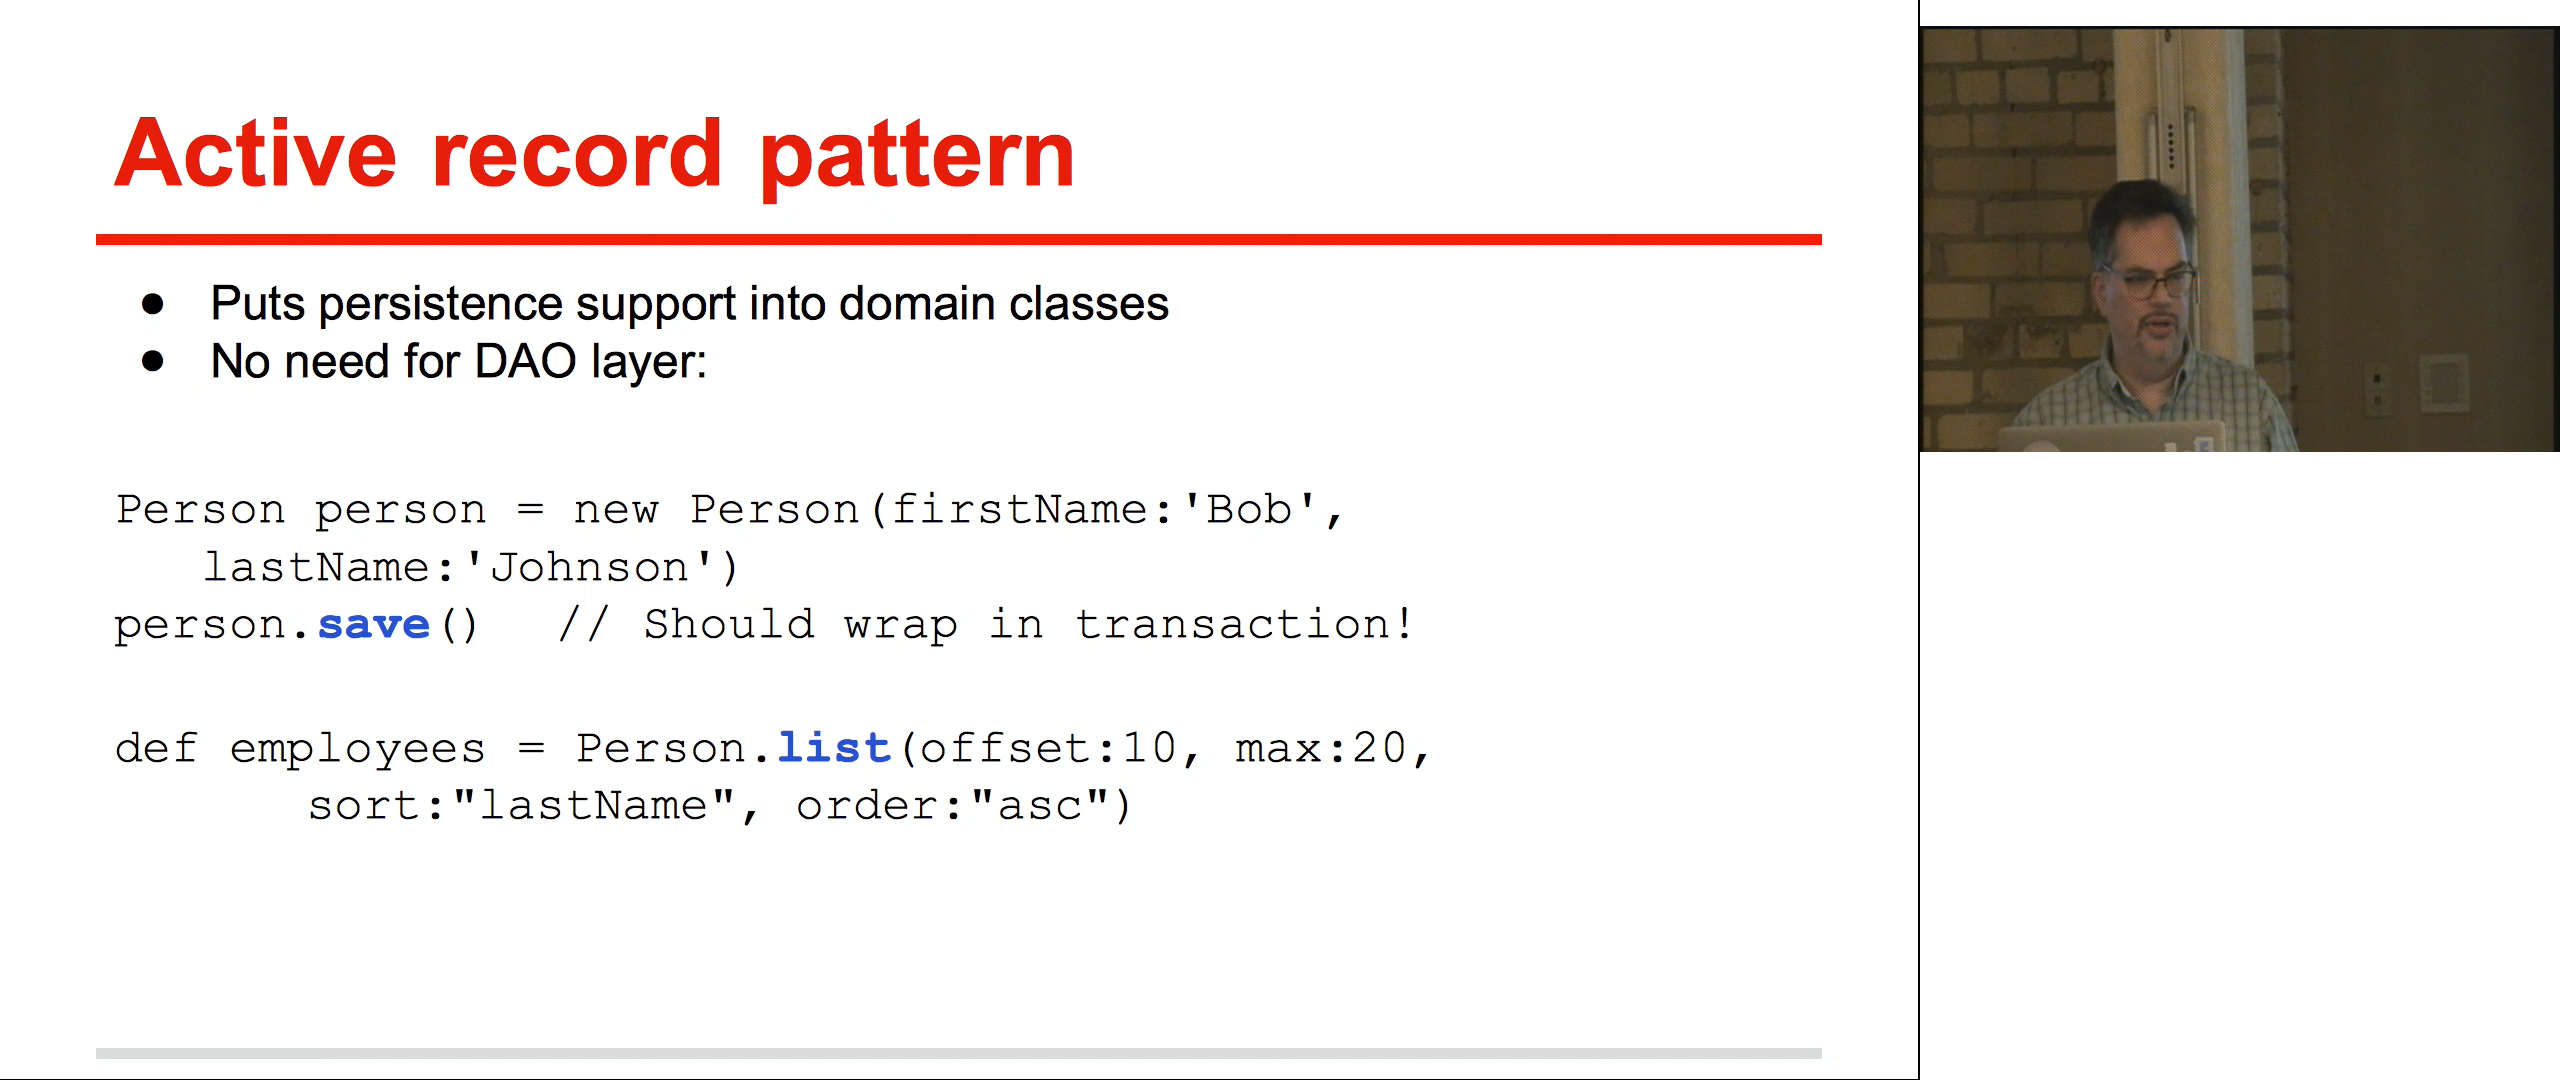 Active record pattern
● Puts persistence support into domain classes
● No need for DAO layer:
Person person = new Person(firstName:'Bob',
lastName:'Johnson')
person.save() // Should wrap in transaction!
def employees = Person.list(offset:10, max:20,
sort:"lastName", order:"asc")